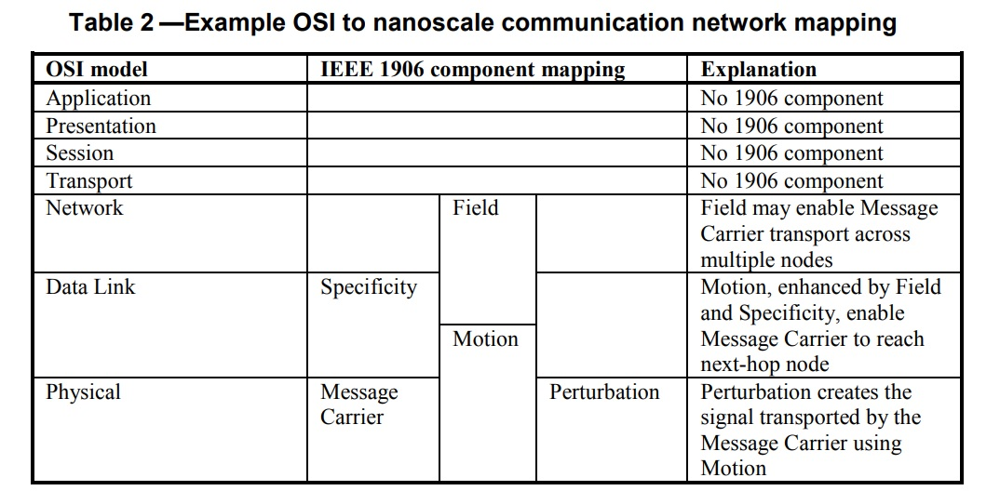 Table 2 —Example OSI to nanoscale communication network mapping
OSI model IEEE 1906 component mapping Explanation
Application No 1906 component
Presentation No 1906 component
Session No 1906 component
Transport No 1906 component
Network Field Field may enable Message
Carrier transport across
multiple nodes
Data Link Specificity Motion, enhanced by Field
and Specificity, enable
Motion Message Carrier to reach
next-hop node
Physical Message Perturbation Perturbation creates the
Carrier signal transported by the
Message Carrier using
Motion